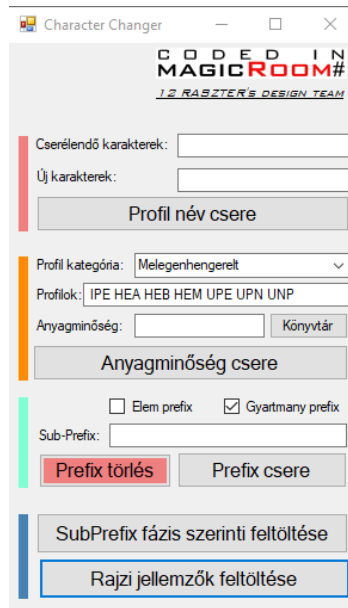 Character Changer
CODED IN
MAGICROOM#
12 RASZTER'S DESIGN TEAM
Cserélendő karakterek:
Új karakterek:
Profil név csere
Profil kategória: Melegenhengerelt
Profilok: IPE HEA HEB HEM UPE UPN UNP
Anyagminőség: Könyvtár
Anyagminőség csere
Elem prefix Gyartmany prefix
Sub-Prefix:
Prefix törlés Prefix csere
SubPrefix fázis szerinti feltöltése
Rajzi jellemzők feltöltése